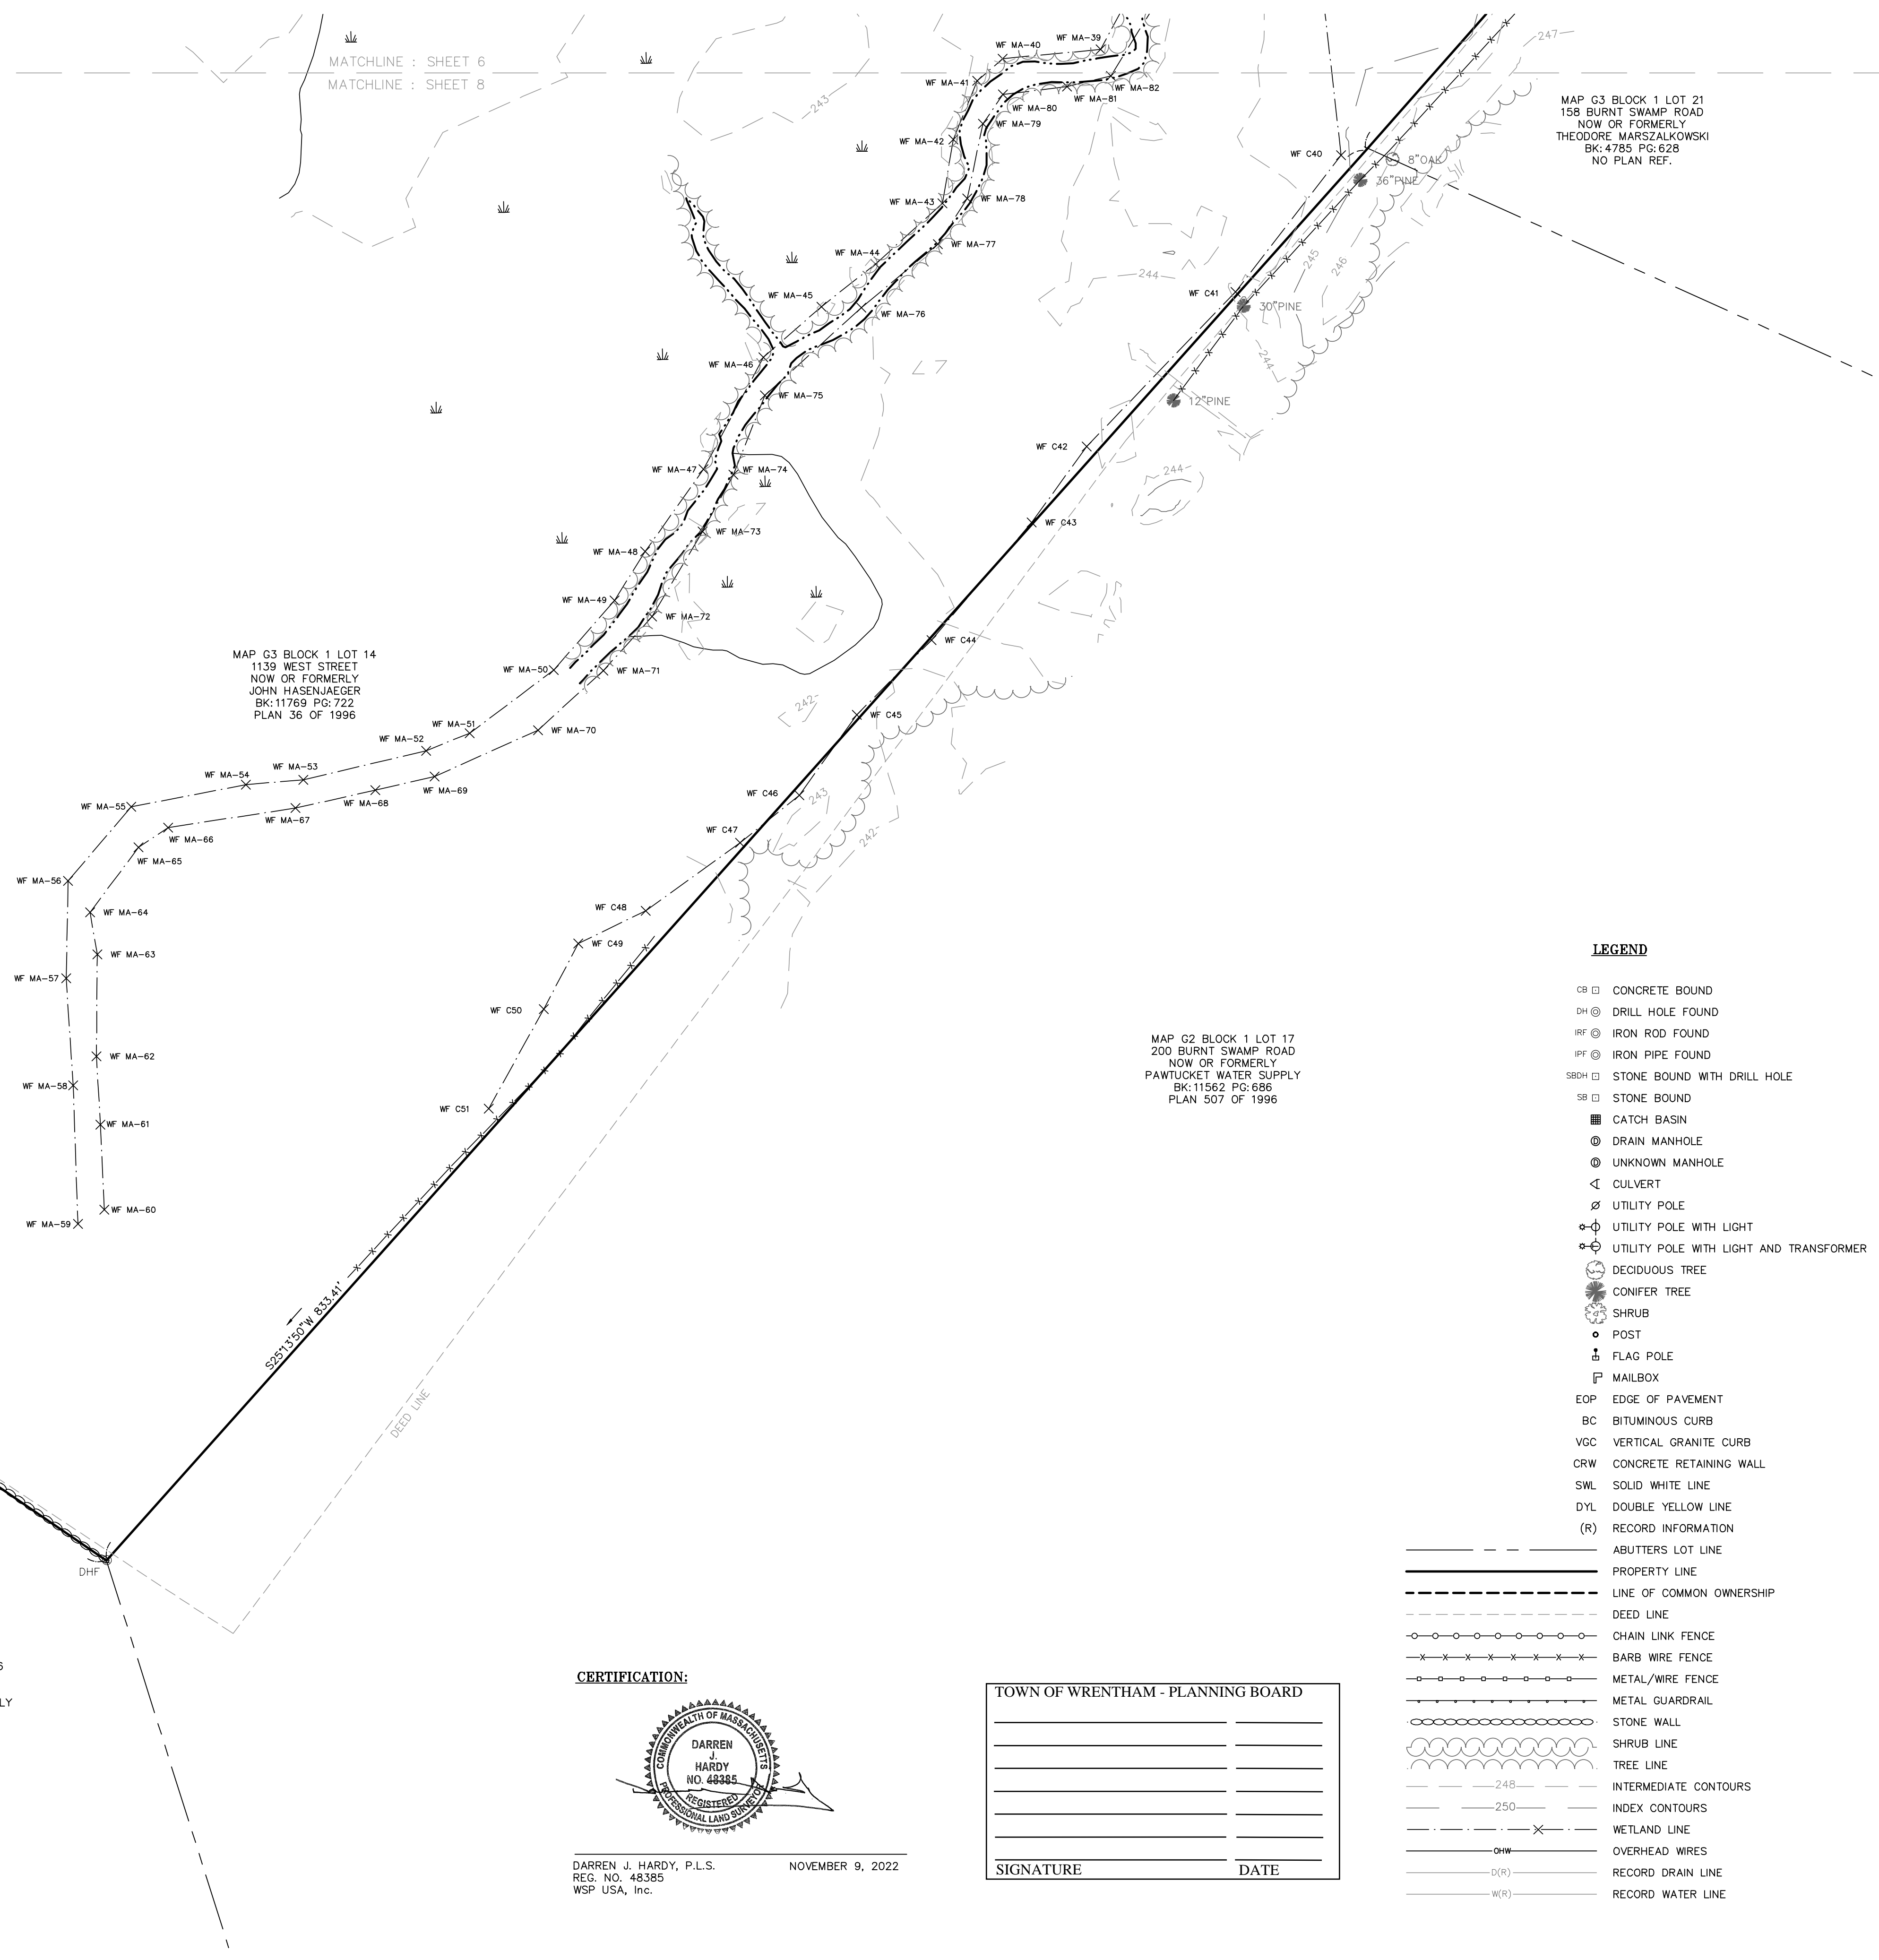 MATCHLINE : SHEET 6
MATCHLINE : SHEET 8
WF MA-40
WF MA-39
WF MA-41
WF MA-82
WF MA-81
WF MA-80
WF MA-79
WF MA-42
243
247
MAP G3 BLOCK 1 LOT 21
158 BURNT SWAMP ROAD
NOW OR FORMERLY
THEODORE MARSZALKOWSKI
BK:4785 PG:628
NO PLAN REF.
WF C40
8"OAK
36"PINE
WF MA-43
WF MA-78
WF MA-77
WF MA-44
244
245
246
WF MA-45
WF C41
30"PINE
WF MA-76
WF MA-46
244
WF MA-75
12"PINE
WF C42
WF MA-47
WF MA-74
244
WF C43
WF MA-73
WF MA-48
WF MA-49
WF MA-72
WF C44
MAP G3 BLOCK 1 LOT 14
1139 WEST STREET
NOW OR FORMERLY
JOHN HASENJAEGER
BK:11769 PG:722
PLAN 36 OF 1996
WF MA-50
WF MA-71
242
WF C45
WF MA-51
WF MA-70
WF MA-52
WF MA-53
WF MA-54
WF MA-69
WF MA-68
WF C46
243
WF MA-55
WF MA-67
WF MA-66
WF C47
242
WF MA-65
WF MA-56
WF C48
WF MA-64
WF C49
WF MA-63
WF MA-57
WF C50
WF MA-62
WF MA-58
WF C51
WF MA-61
WF MA-60
WF MA-59
MAP G2 BLOCK 1 LOT 17
200 BURNT SWAMP ROAD
NOW OR FORMERLY
PAWTUCKET WATER SUPPLY
BK:11562 PG:686
PLAN 507 OF 1996
S25°13'50"W 833.41'
DEED LINE
DHF
6
LY
LEGEND
CB CONCRETE BOUND
DH DRILL HOLE FOUND
IRF IRON ROD FOUND
IPF IRON PIPE FOUND
SBDH STONE BOUND WITH DRILL HOLE
SB STONE BOUND
CATCH BASIN
D DRAIN MANHOLE
D UNKNOWN MANHOLE
CULVERT
UTILITY POLE
UTILITY POLE WITH LIGHT
UTILITY POLE WITH LIGHT AND TRANSFORMER
DECIDUOUS TREE
CONIFER TREE
SHRUB
POST
FLAG POLE
MAILBOX
EOP EDGE OF PAVEMENT
BC BITUMINOUS CURB
VGC VERTICAL GRANITE CURB
CRW CONCRETE RETAINING WALL
SWL SOLID WHITE LINE
DYL DOUBLE YELLOW LINE
(R) RECORD INFORMATION
ABUTTERS LOT LINE
PROPERTY LINE
LINE OF COMMON OWNERSHIP
DEED LINE
CHAIN LINK FENCE
BARB WIRE FENCE
METAL/WIRE FENCE
METAL GUARDRAIL
STONE WALL
SHRUB LINE
TREE LINE
248 INTERMEDIATE CONTOURS
250 INDEX CONTOURS
WETLAND LINE
OHW OVERHEAD WIRES
D(R) RECORD DRAIN LINE
W(R) RECORD WATER LINE
CERTIFICATION:
COMMONWEALTH OF MASSACHUSETTS
DARREN
J.
HARDY
NO. 48385
REGISTERED
PROFESSIONAL LAND SURVEYOR
DARREN J. HARDY, P.L.S. NOVEMBER 9, 2022
REG. NO. 48385
WSP USA, Inc.
TOWN OF WRENTHAM - PLANNING BOARD
SIGNATURE DATE